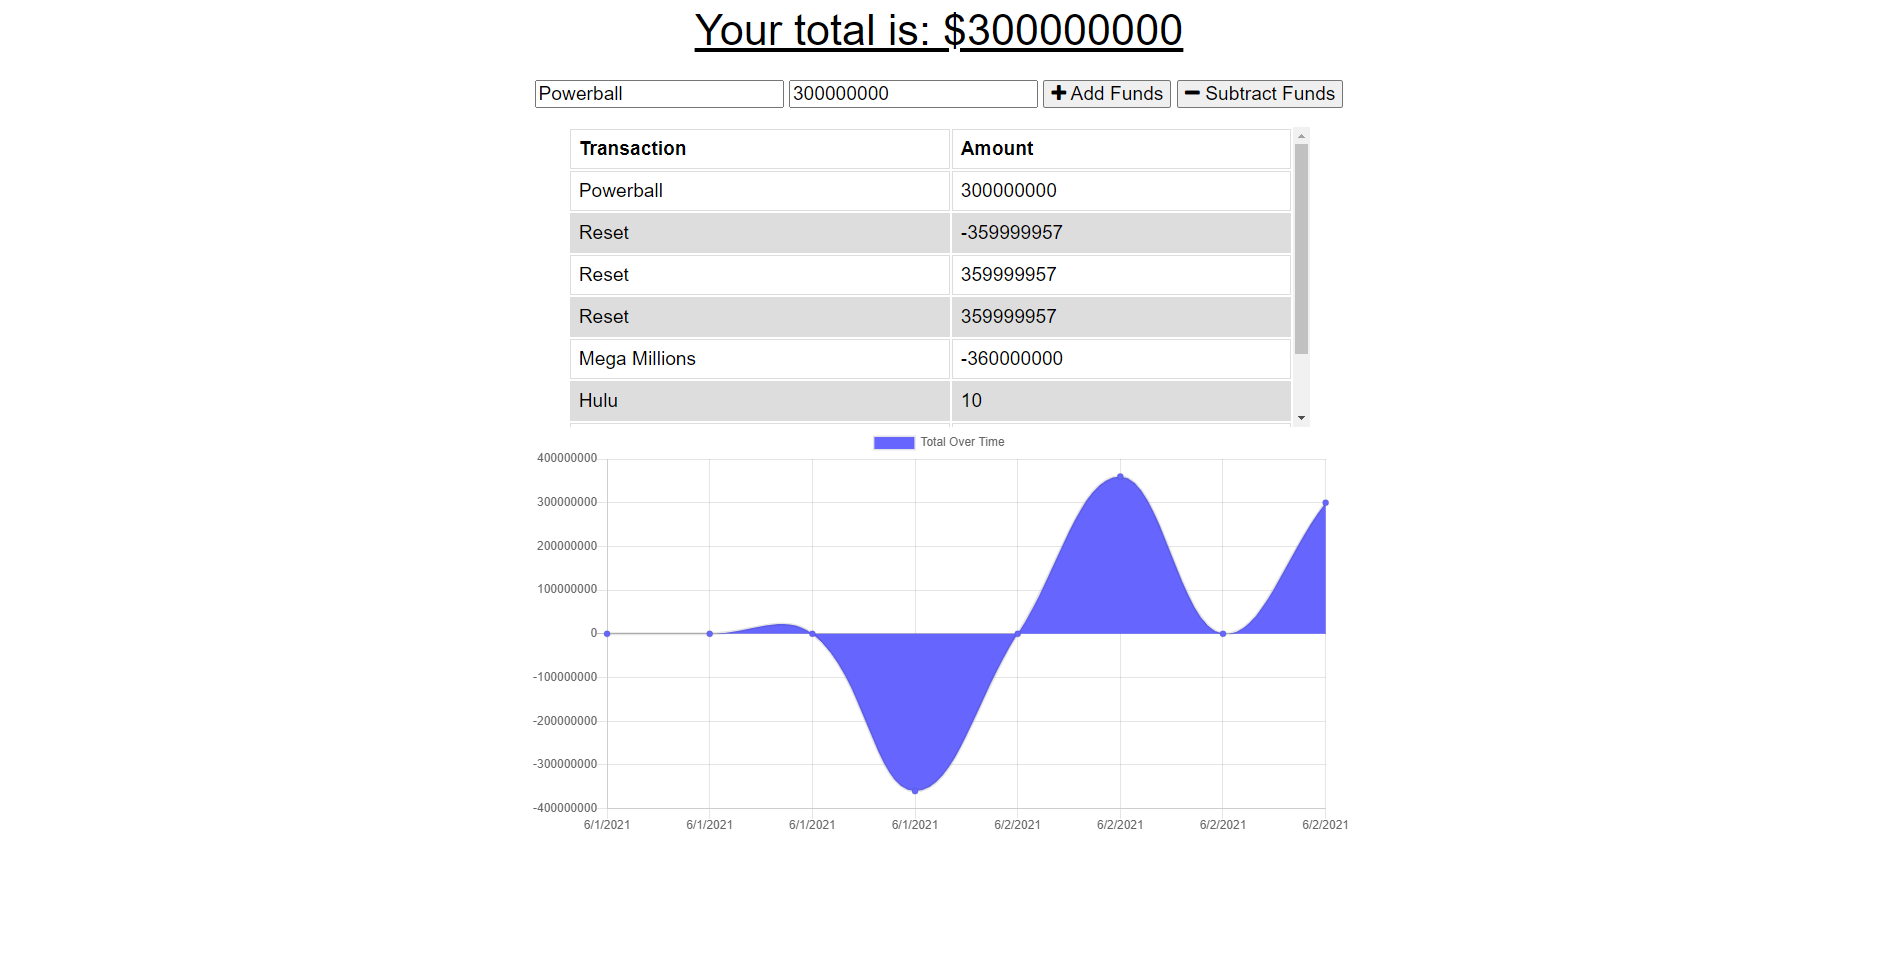 Your total is: $300000000
Powerball 300000000 Add Funds Subtract Funds
Transaction Amount
Powerball 300000000
Reset -359999957
Reset 359999957
Reset 359999957
Mega Millions -360000000
Hulu 10
Total Over Time
400000000
300000000
200000000
100000000
0
-100000000
-200000000
-300000000
-400000000
6/1/2021 6/1/2021 6/1/2021 6/1/2021 6/2/2021 6/2/2021 6/2/2021 6/2/2021